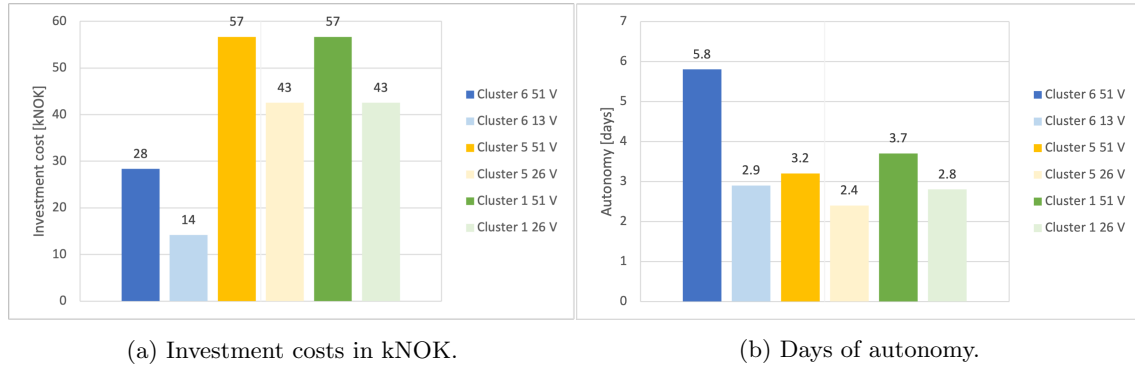 60
50
40
30
20
10
0
Investment cost [kNOK]
28
14
57
43
57
43
Cluster 6 51 V
Cluster 6 13 V
Cluster 5 51 V
Cluster 5 26 V
Cluster 1 51 V
Cluster 1 26 V
(a) Investment costs in kNOK.
7
6
5
4
3
2
1
0
Autonomy [days]
5.8
2.9
3.2
2.4
3.7
2.8
Cluster 6 51 V
Cluster 6 13 V
Cluster 5 51 V
Cluster 5 26 V
Cluster 1 51 V
Cluster 1 26 V
(b) Days of autonomy.